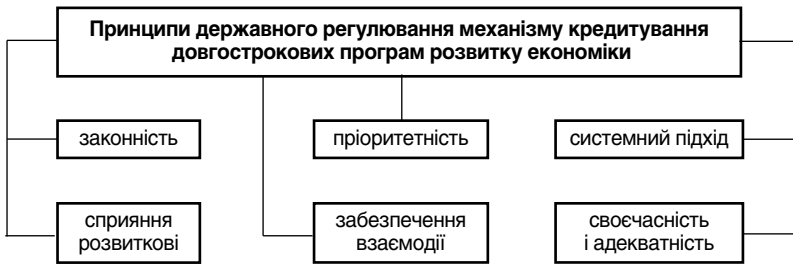 Принципи державного регулювання механізму кредитування
довгострокових програм розвитку економіки
законність
пріоритетність
системний підхід
сприяння
розвиткові
забезпечення
взаємодії
своєчасність
і адекватність